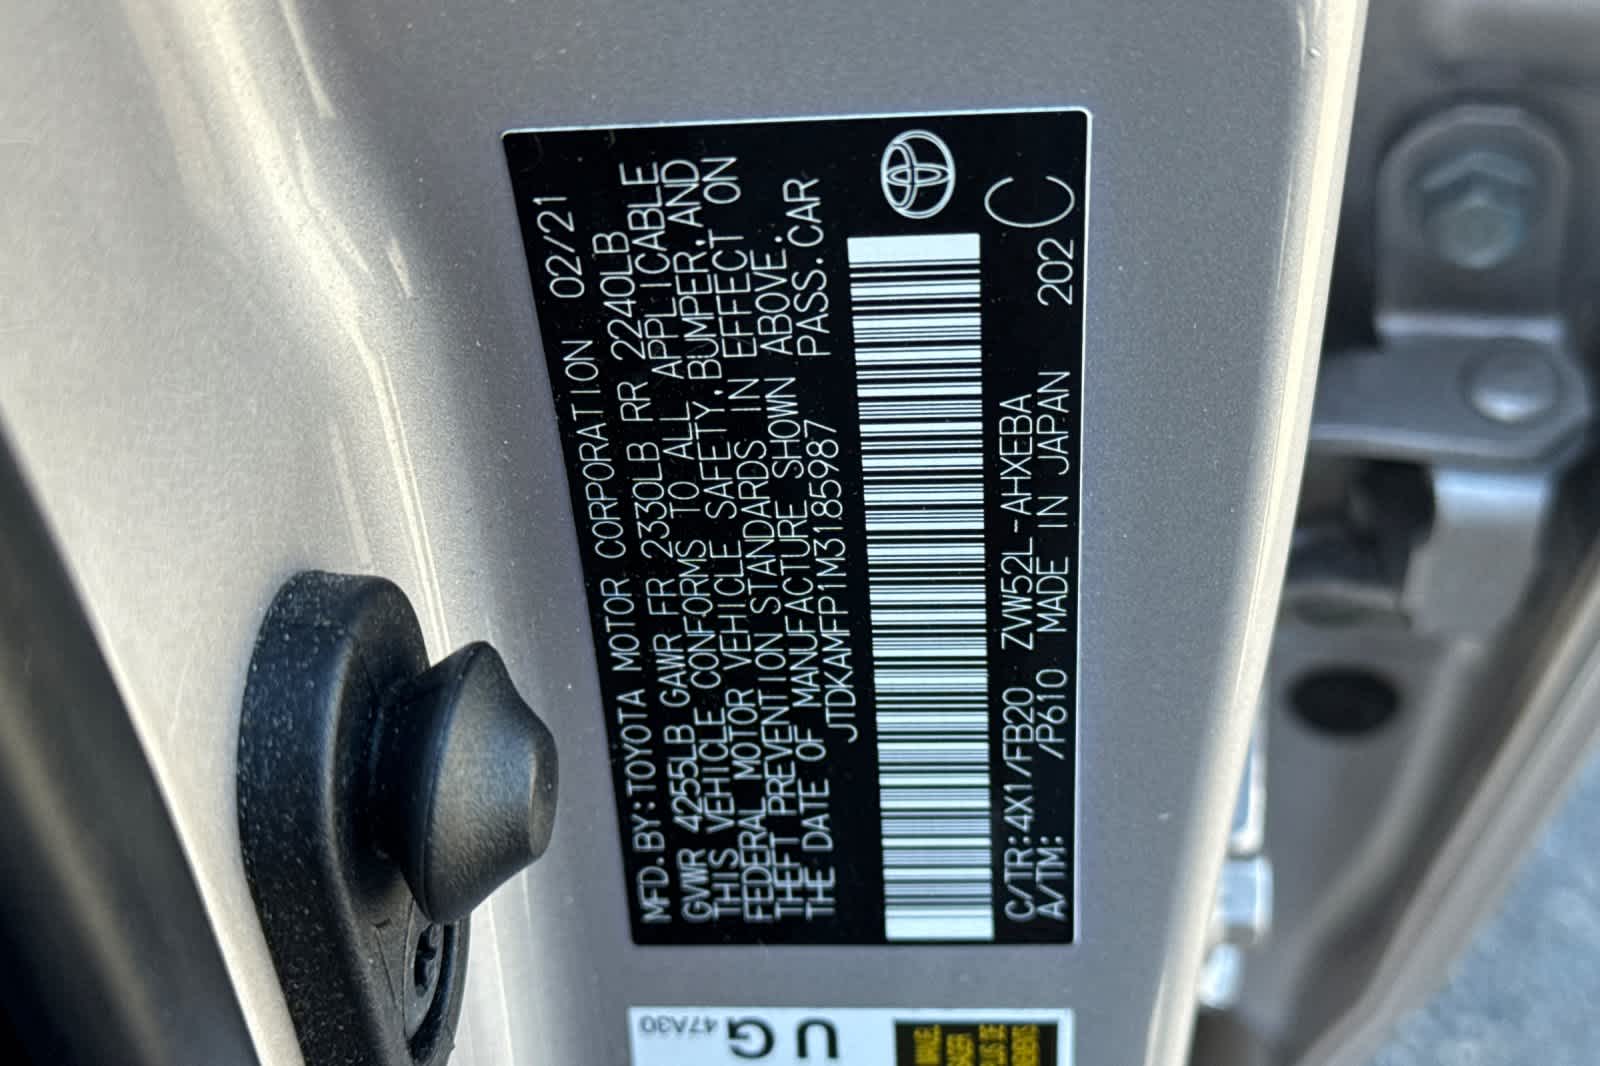 MFD.BY:TOYOTA MOTOR CORPORATION 02/21
GVWR 4255LB GAWR FR 2330LB RR 2240LB
THIS VEHICLE CONFORMS TO ALL APPLICABLE
FEDERAL MOTOR VEHICLE SAFETY,BUMPER,AND
THEFT PREVENTION STANDARDS IN EFFECT ON
THE DATE OF MANUFACTURE SHOWN ABOVE.
JTDKAMFP1M3185987 PASS.CAR
C/TR:4X1/FB20 ZVW52L-AHXEBA
A/TM: /P610 MADE IN JAPAN 202 C
UG
47A30